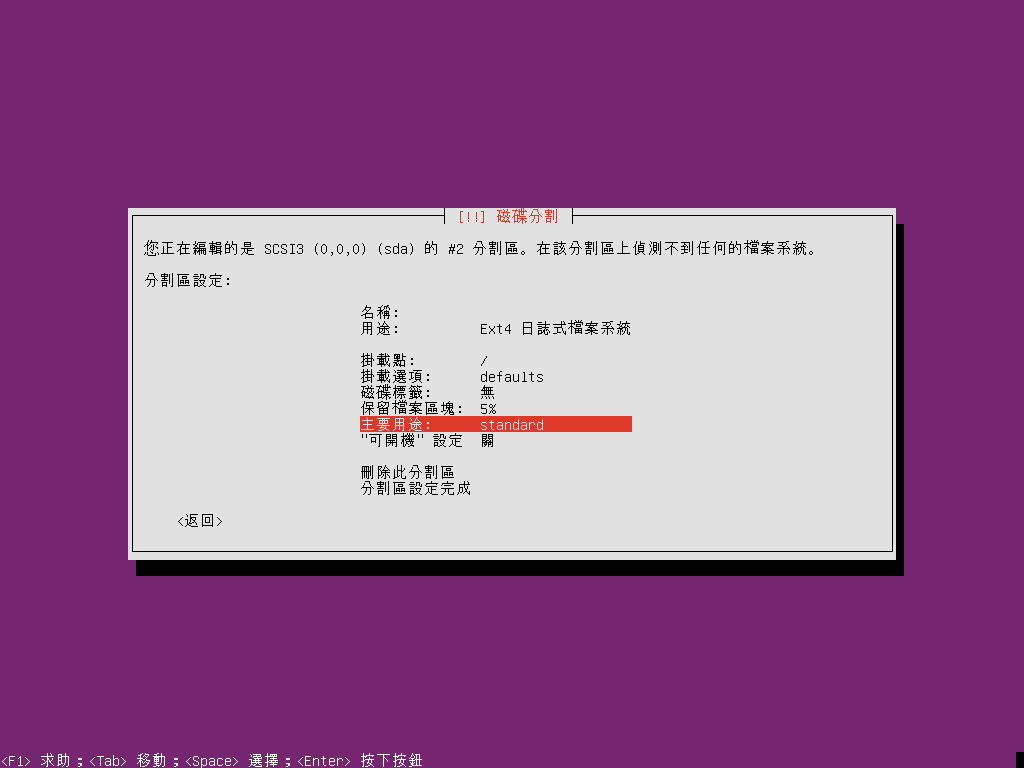 [!!] 磁碟分割
您正在編輯的是 SCSI3 (0,0,0) (sda) 的 #2 分割區。在該分割區上偵測不到任何的檔案系統。
分割區設定:
名稱:
用途: Ext4 日誌式檔案系統
掛載點: /
掛載選項: defaults
磁碟標籤: 無
保留檔案區塊: 5%
主要用途: standard
"可開機" 設定 關
刪除此分割區
分割區設定完成
<返回>
<F1> 求助；<Tab> 移動；<Space> 選擇；<Enter> 按下按鈕